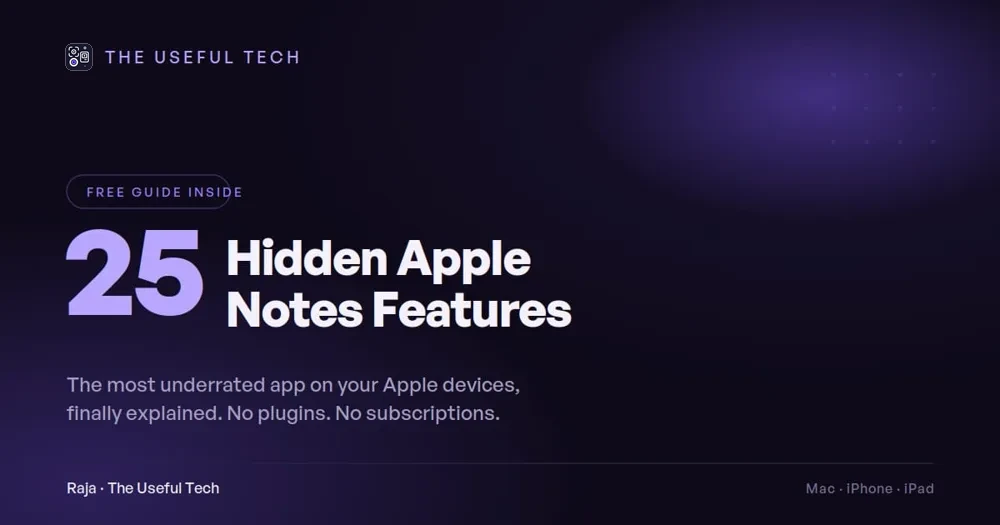 THE USEFUL TECH
FREE GUIDE INSIDE
25 Hidden Apple
Notes Features
The most underrated app on your Apple devices,
finally explained. No plugins. No subscriptions.
Raja · The Useful Tech
Mac · iPhone · iPad